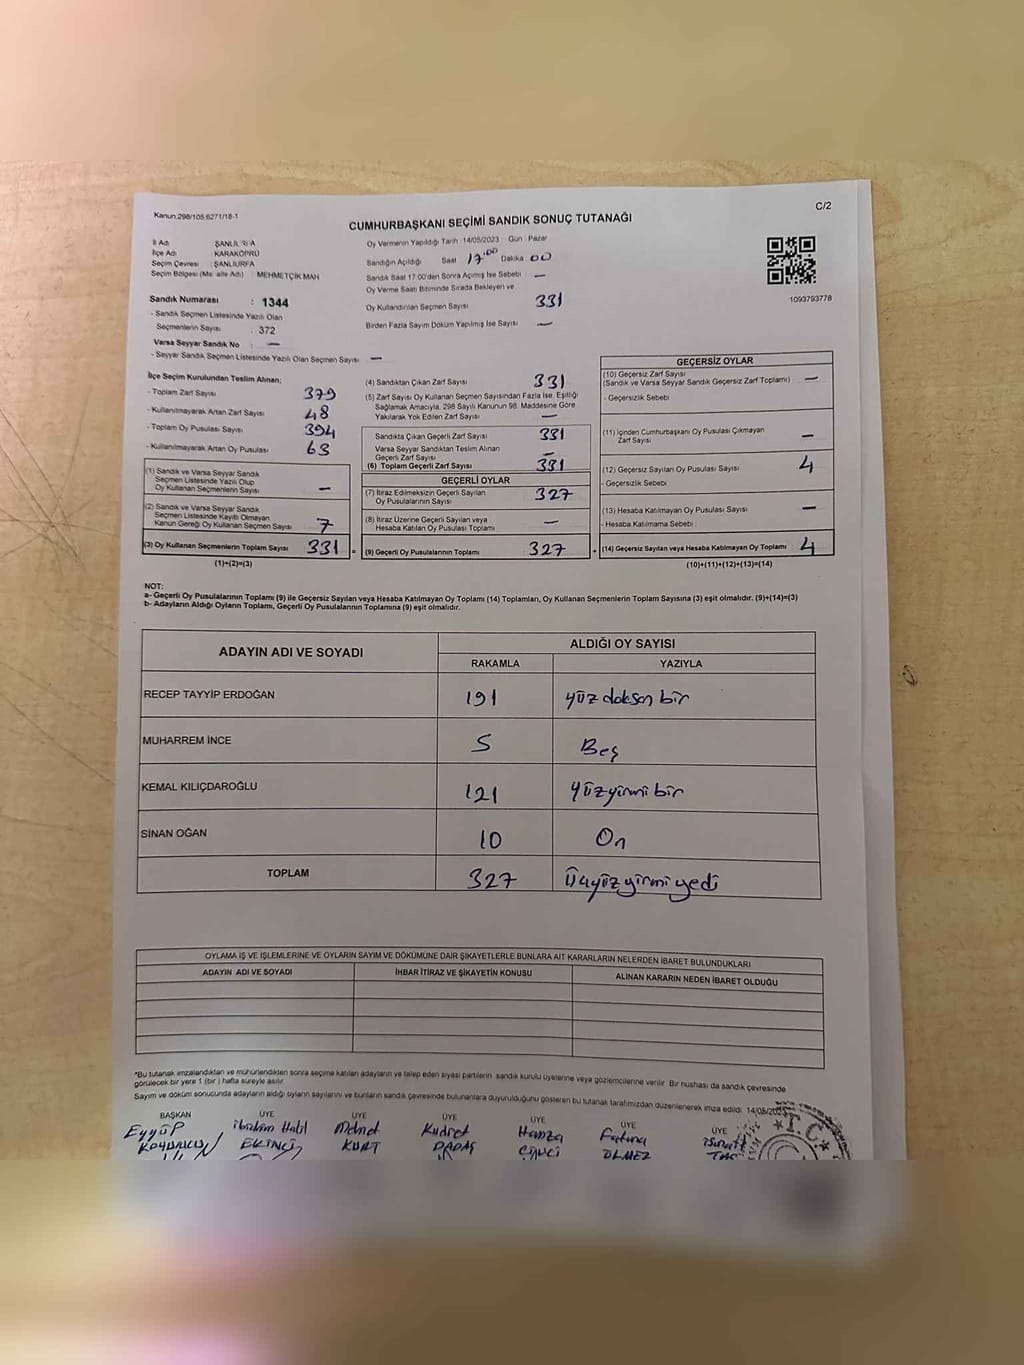 Kanun:298/105,6271/18-1
C/2
CUMHURBAŞKANI SEÇİMİ SANDIK SONUÇ TUTANAĞI
İl Adı : ŞANLIURFA
İlçe Adı : KARAKÖPRÜ
Seçim Çevresi : ŞANLIURFA
Seçim Bölgesi (Mahalle Adı) : MEHMETÇİK MAH
Sandık Numarası : 1344
- Sandık Seçmen Listesinde Yazılı Olan
Seçmenlerin Sayısı : 372
Varsa Seyyar Sandık No : —
- Seyyar Sandık Seçmen Listesinde Yazılı Olan Seçmen Sayısı —
Oy Vermenin Yapıldığı Tarih :14/05/2023 Gün : Pazar
Sandığın Açıldığı Saat 17:00 Dakika 00
Sandık Saat 17:00'den Sonra Açımış İse Sebebi —
Oy Verme Saati Bitiminde Sırada Bekleyen ve
Oy Kullandırılan Seçmen Sayısı 331
Birden Fazla Sayım Döküm Yapılmış İse Sayısı —
1093793778
İlçe Seçim Kurulundan Teslim Alınan;
- Toplam Zarf Sayısı 379
- Kullanılmayarak Artan Zarf Sayısı 48
- Toplam Oy Pusulası Sayısı 394
- Kullanılmayarak Artan Oy Pusulası 63
(1) Sandık ve Varsa Seyyar Sandık
Seçmen Listesinde Yazılı Olup
Oy Kullanan Seçmenlerin Sayısı —
(2) Sandık ve Varsa Seyyar Sandık
Seçmen Listesinde Kayıtlı Olmayan
Kanun Gereği Oy Kullanan Seçmen Sayısı 7
(3) Oy Kullanan Seçmenlerin Toplam Sayısı 331 =
(1)+(2)=(3)
(4) Sandıktan Çıkan Zarf Sayısı 331
(5) Zarf Sayısı Oy Kullanan Seçmen Sayısından Fazla İse, Eşitliği
Sağlamak Amacıyla, 298 Sayılı Kanunun 98. Maddesine Göre
Yakılarak Yok Edilen Zarf Sayısı —
Sandıkta Çıkan Geçerli Zarf Sayısı 331
Varsa Seyyar Sandıktan Teslim Alınan
Geçerli Zarf Sayısı —
(6) Toplam Geçerli Zarf Sayısı 331
GEÇERLİ OYLAR
(7) İtiraz Edilmeksizin Geçerli Sayılan
Oy Pusulalarının Sayısı 327
(8) İtiraz Üzerine Geçerli Sayılan veya
Hesaba Katılan Oy Pusulası Toplamı —
(9) Geçerli Oy Pusulalarının Toplamı 327 +
GEÇERSİZ OYLAR
(10) Geçersiz Zarf Sayısı
(Sandık ve Varsa Seyyar Sandık Geçersiz Zarf Toplamı) —
- Geçersizlik Sebebi
(11) İçinden Cumhurbaşkanı Oy Pusulası Çıkmayan
Zarf Sayısı —
(12) Geçersiz Sayılan Oy Pusulası Sayısı 4
- Geçersizlik Sebebi
(13) Hesaba Katılmayan Oy Pusulası Sayısı —
- Hesaba Katılmama Sebebi :
(14) Geçersiz Sayılan veya Hesaba Katılmayan Oy Toplamı 4
(10)+(11)+(12)+(13)=(14)
NOT:
a- Geçerli Oy Pusulalarının Toplamı (9) ile Geçersiz Sayılan veya Hesaba Katılmayan Oy Toplamı (14) Toplamları, Oy Kullanan Seçmenlerin Toplam Sayısına (3) eşit olmalıdır. (9)+(14)=(3)
b- Adayların Aldığı Oyların Toplamı, Geçerli Oy Pusulalarının Toplamına (9) eşit olmalıdır.
ADAYIN ADI VE SOYADI ALDIĞI OY SAYISI
RAKAMLA YAZIYLA
RECEP TAYYİP ERDOĞAN 191 yüz doksan bir
MUHARREM İNCE 5 Beş
KEMAL KILIÇDAROĞLU 121 yüzyirmi bir
SİNAN OĞAN 10 On
TOPLAM 327 Üçyüz yirmi yedi
OYLAMA İŞ VE İŞLEMLERİNE VE OYLARIN SAYIM VE DÖKÜMÜNE DAİR ŞİKAYETLERLE BUNLARA AİT KARARLARIN NELERDEN İBARET BULUNDUKLARI
ADAYIN ADI VE SOYADI İHBAR İTİRAZ VE ŞİKAYETİN KONUSU ALINAN KARARIN NEDEN İBARET OLDUĞU
*Bu tutanak imzalandıktan ve mühürlendikten sonra seçime katılan adayların ve talep eden siyasi partilerin sandık kurulu üyelerine veya gözlemcilerine verilir. Bir nushası da sandık çevresinde
görülecek bir yere 1 (bir) hafta süreyle asılır.
Sayım ve döküm sonucunda adayların aldığı oyların sayılarını ve bunların sandık çevresinde bulunanlara duyurulduğunu gösteren bu tutanak tarafımızdan düzenlenerek imza edildi. 14/05/2023
BAŞKAN ÜYE ÜYE ÜYE ÜYE ÜYE ÜYE
Eyyüp İbrahim Halil Mehmet Kudret Hamza Fatma
EKİNCİ KURT DADAŞ ÖLMEZ
T.C.